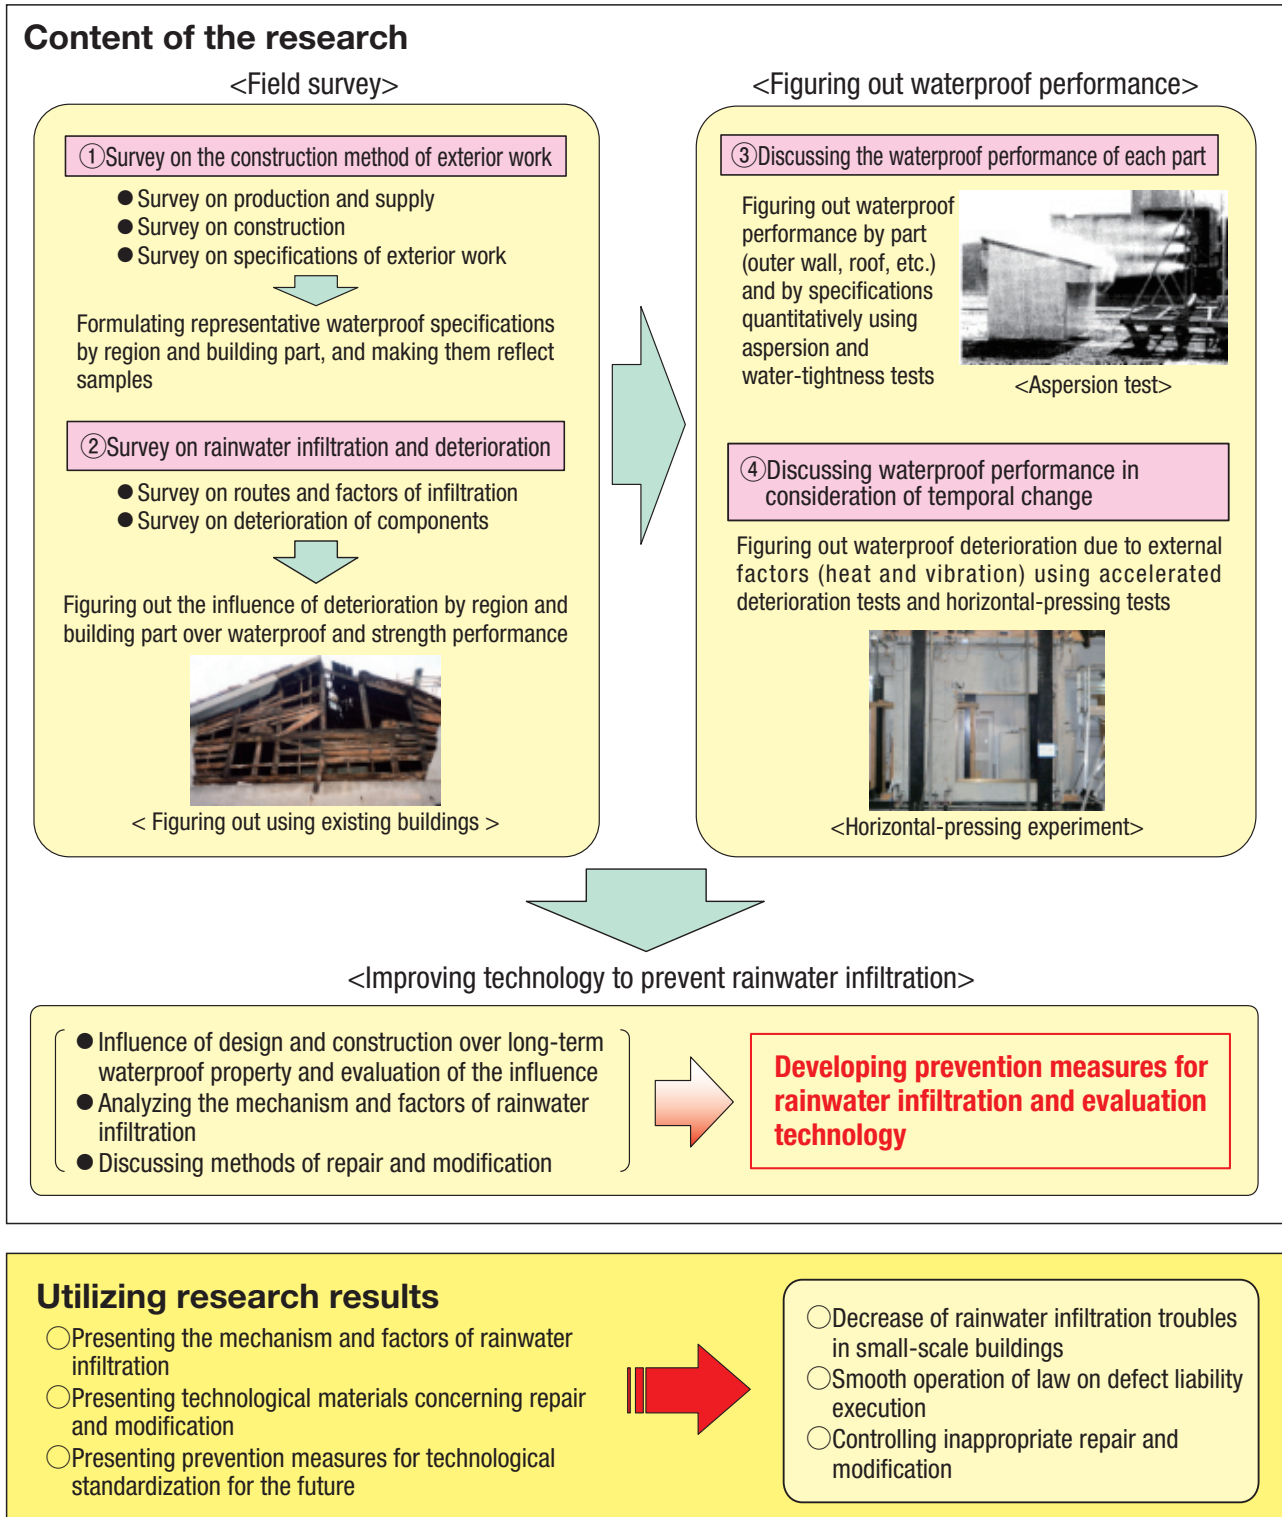 Content of the research
<Field survey>
①Survey on the construction method of exterior work
● Survey on production and supply
● Survey on construction
● Survey on specifications of exterior work
Formulating representative waterproof specifications
by region and building part, and making them reflect
samples
②Survey on rainwater infiltration and deterioration
● Survey on routes and factors of infiltration
● Survey on deterioration of components
Figuring out the influence of deterioration by region and
building part over waterproof and strength performance
< Figuring out using existing buildings >
<Figuring out waterproof performance>
③Discussing the waterproof performance of each part
Figuring out waterproof
performance by part
(outer wall, roof, etc.)
and by specifications
quantitatively using
aspersion and
water-tightness tests
<Aspersion test>
④Discussing waterproof performance in
consideration of temporal change
Figuring out waterproof deterioration due to external
factors (heat and vibration) using accelerated
deterioration tests and horizontal-pressing tests
<Horizontal-pressing experiment>
<Improving technology to prevent rainwater infiltration>
● Influence of design and construction over long-term
waterproof property and evaluation of the influence
● Analyzing the mechanism and factors of rainwater
infiltration
● Discussing methods of repair and modification
Developing prevention measures for
rainwater infiltration and evaluation
technology
Utilizing research results
○Presenting the mechanism and factors of rainwater
infiltration
○Presenting technological materials concerning repair
and modification
○Presenting prevention measures for technological
standardization for the future
○Decrease of rainwater infiltration troubles
in small-scale buildings
○Smooth operation of law on defect liability
execution
○Controlling inappropriate repair and
modification